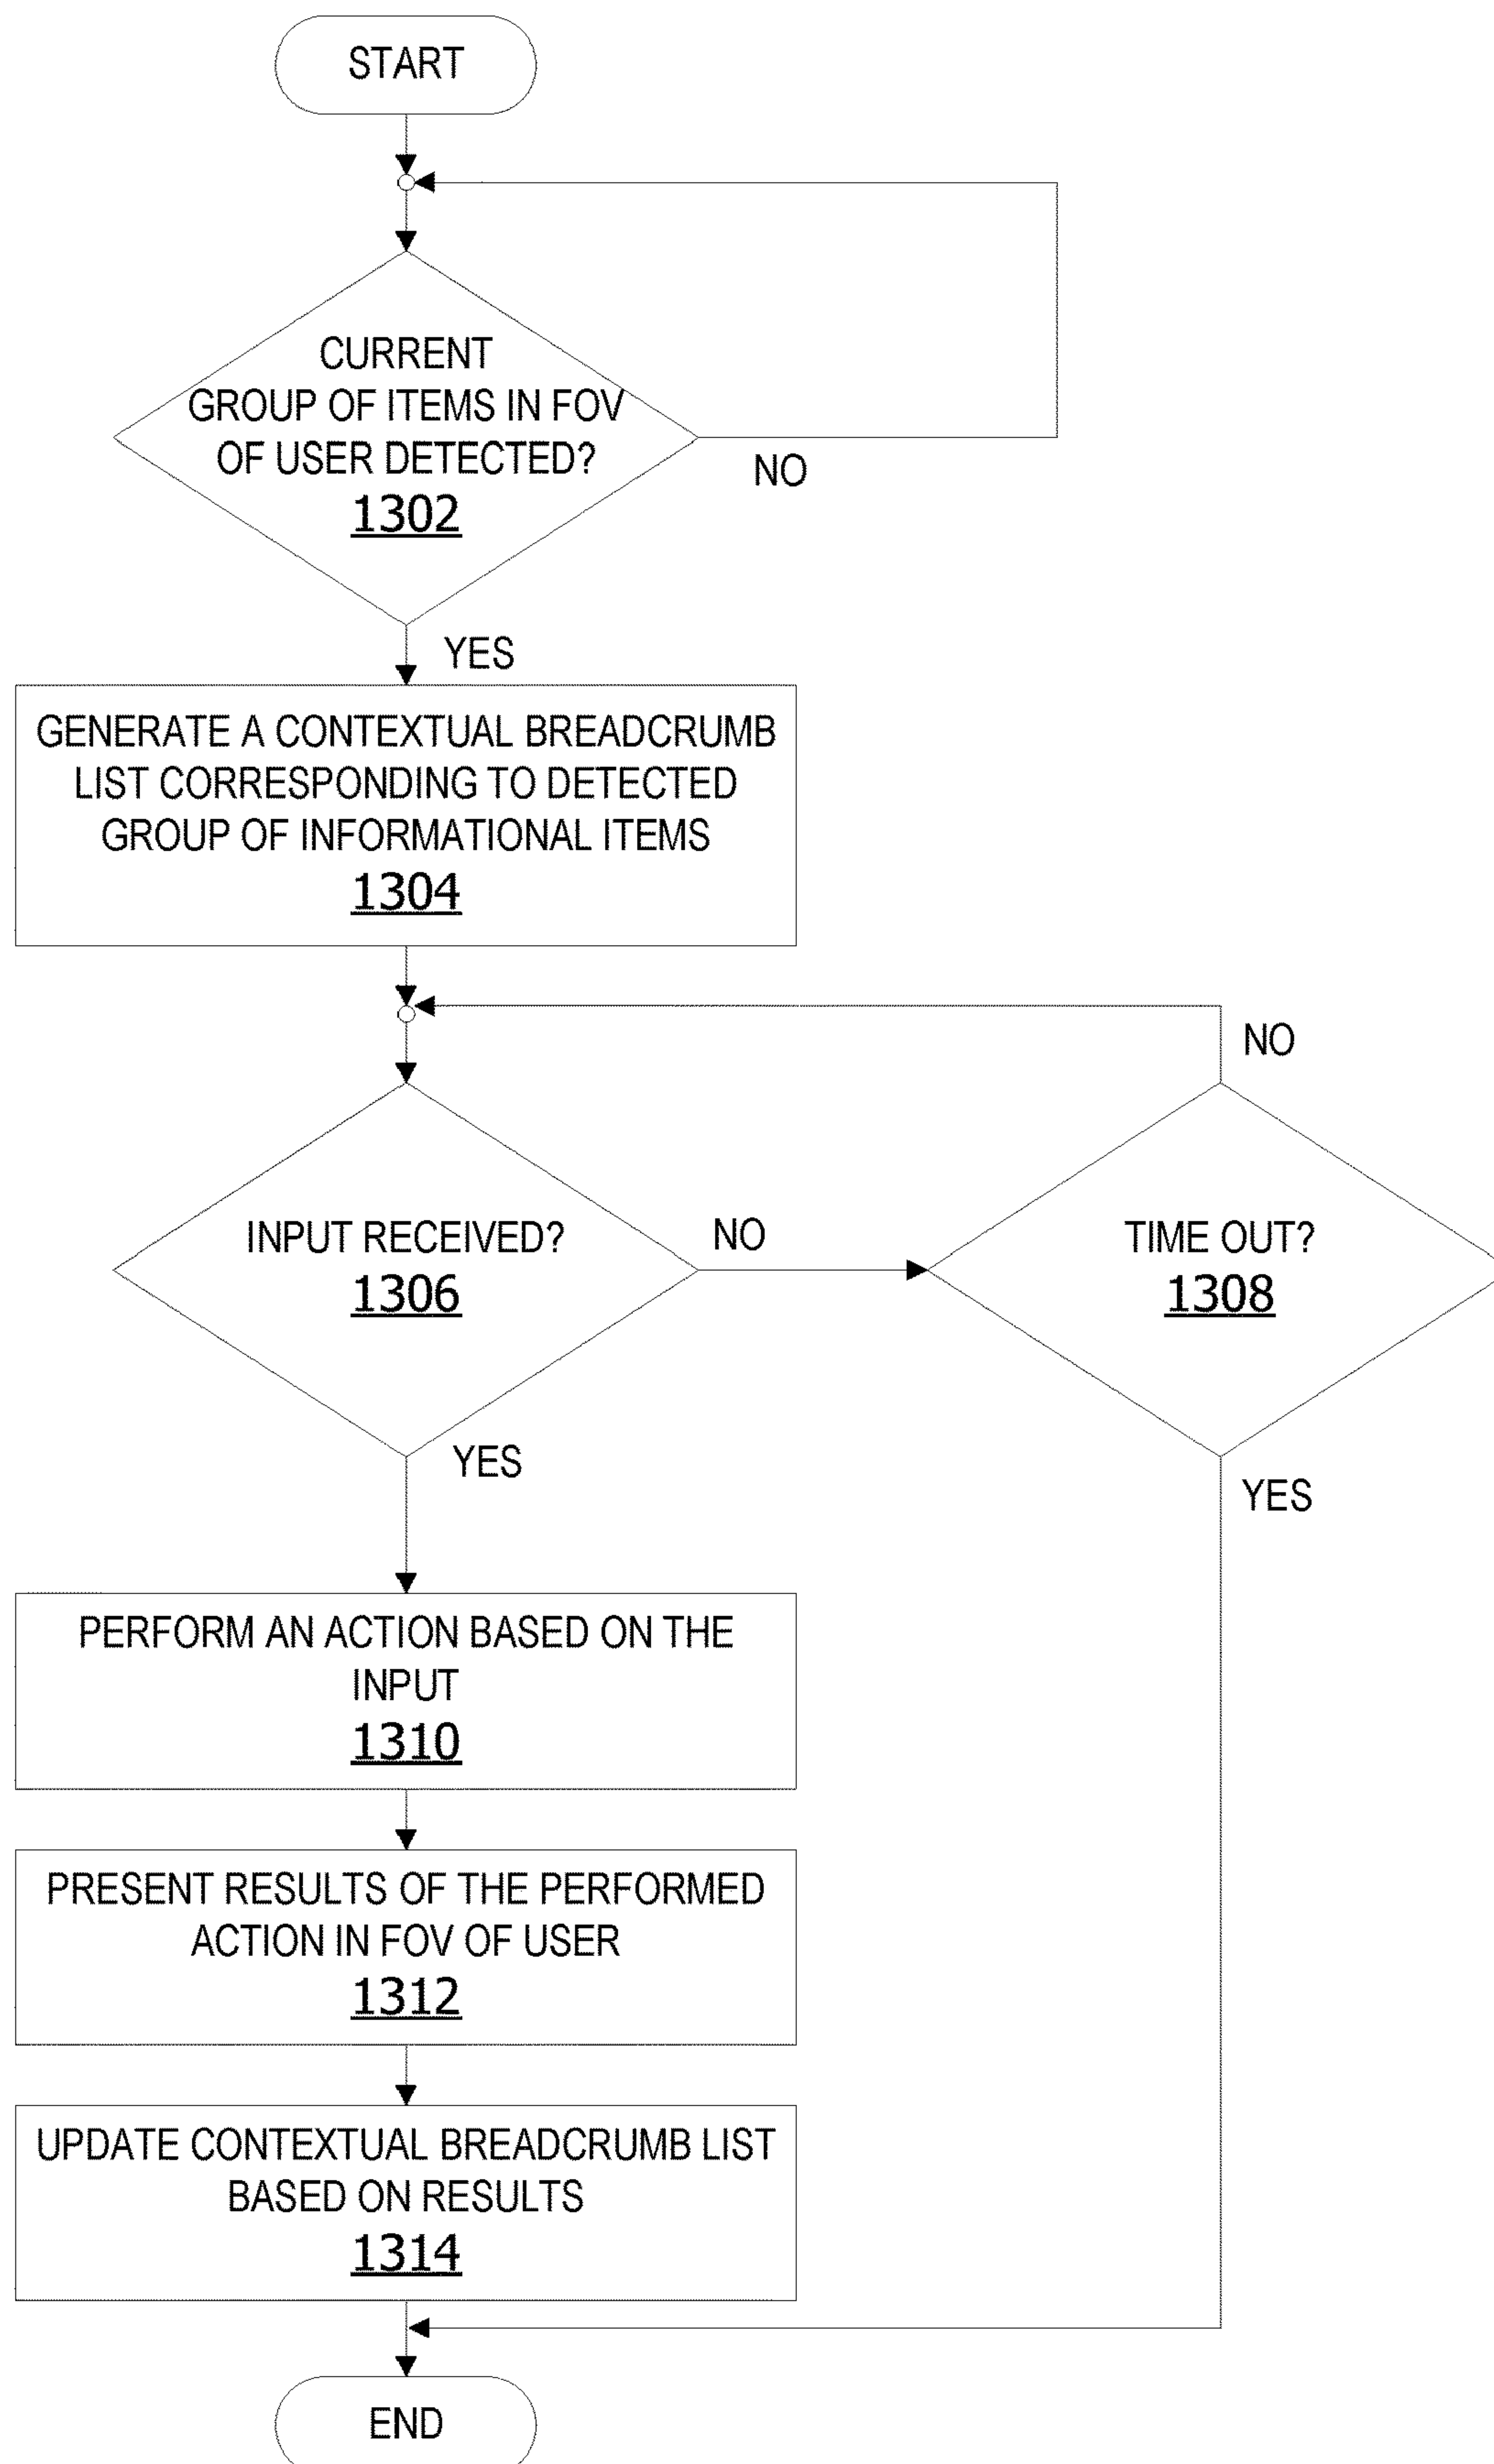 START
CURRENT
GROUP OF ITEMS IN FOV
OF USER DETECTED?
1302
NO
YES
GENERATE A CONTEXTUAL BREADCRUMB
LIST CORRESPONDING TO DETECTED
GROUP OF INFORMATIONAL ITEMS
1304
NO
INPUT RECEIVED?
1306
NO
TIME OUT?
1308
YES
YES
PERFORM AN ACTION BASED ON THE
INPUT
1310
PRESENT RESULTS OF THE PERFORMED
ACTION IN FOV OF USER
1312
UPDATE CONTEXTUAL BREADCRUMB LIST
BASED ON RESULTS
1314
END